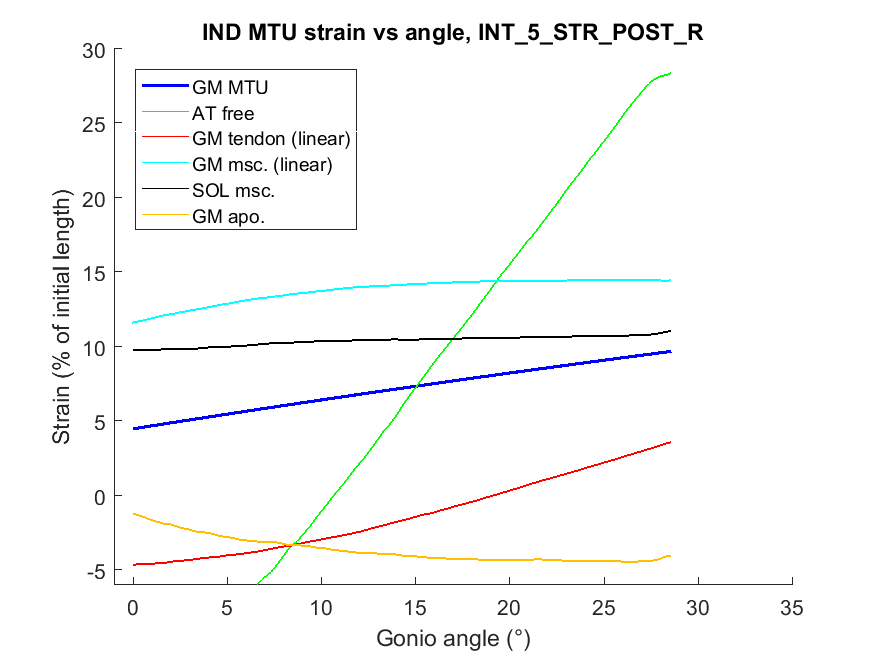 IND MTU strain vs angle, INT_5_STR_POST_R
30
25
20
15
10
5
0
-5
Strain (% of initial length)
GM MTU
AT free
GM tendon (linear)
GM msc. (linear)
SOL msc.
GM apo.
0 5 10 15 20 25 30 35
Gonio angle (°)